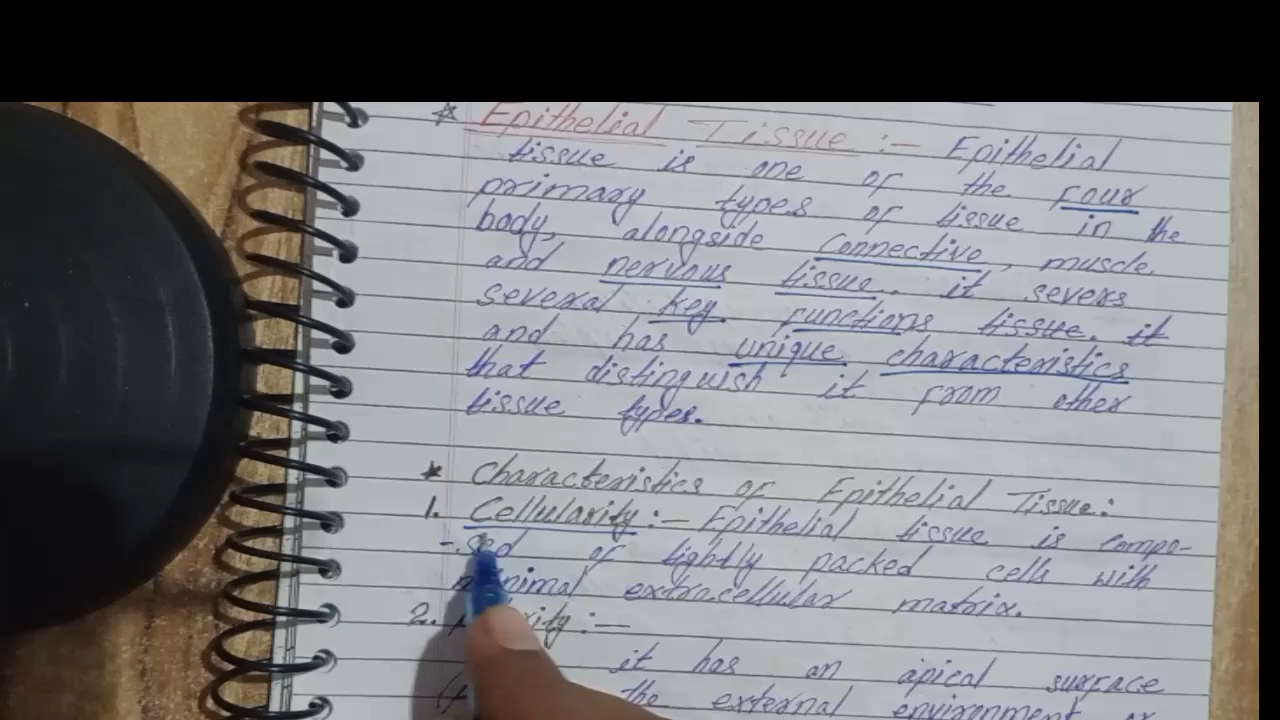 * Epithelial Tissue :- Epithelial
tissue is one of the four
primary types of tissue in the
body, alongside connective, muscle
and nervous tissue. it severs
several key functions tissue. it
and has unique characteristics
that distinguish it from other
tissue types.
* Characteristics of Epithelial Tissue:
1. Cellularity :- Epithelial tissue is compo-
-sed of tightly packed cells with
extracellular matrix.
2. :-
it has an apical surface
the external environment or